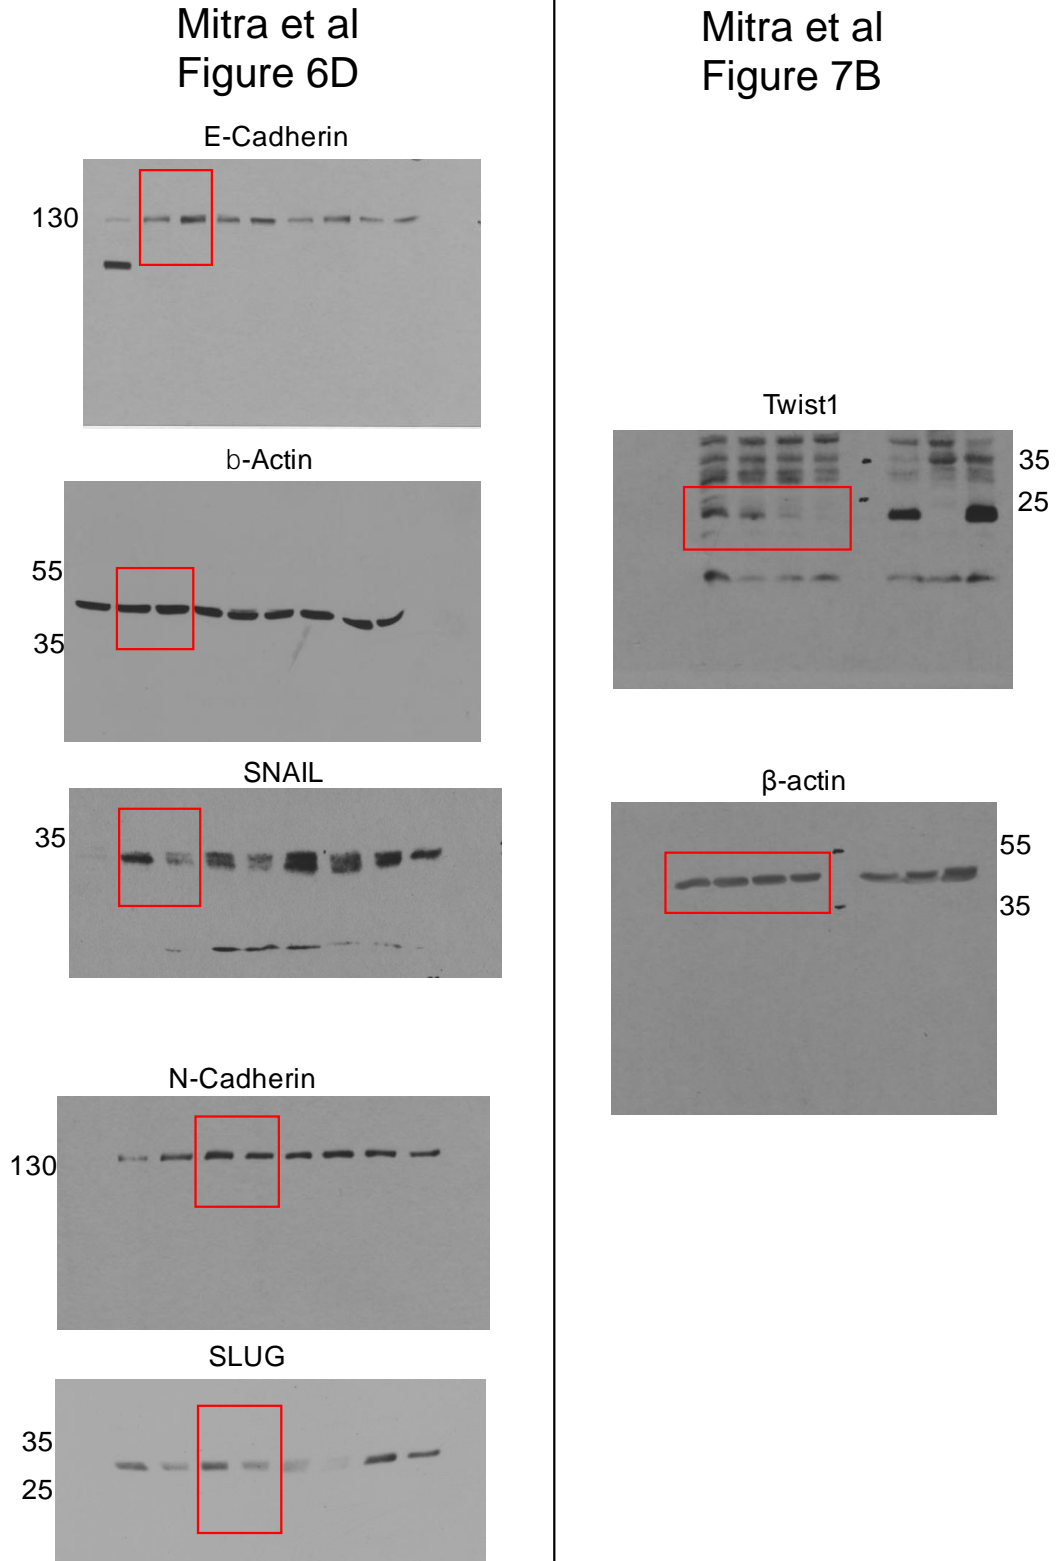 Mitra et al
Figure 6D
E-Cadherin
130
b-Actin
55
35
SNAIL
35
N-Cadherin
130
SLUG
35
25
Mitra et al
Figure 7B
Twist1
35
25
β-actin
55
35